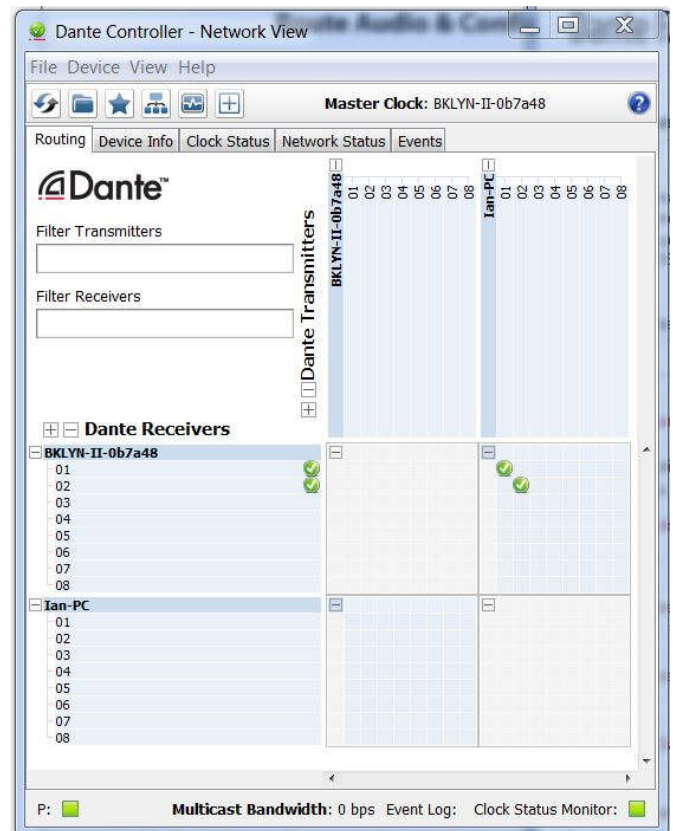 Dante Controller - Network View
File Device View Help
Master Clock: BKLYN-II-0b7a48
?
Routing Device Info Clock Status Network Status Events
Dante™
Filter Transmitters
Filter Receivers
Dante Transmitters
BKLYN-II-0b7a48
01 02 03 04 05 06 07 08
Ian-PC
01 02 03 04 05 06 07 08
Dante Receivers
BKLYN-II-0b7a48
01
02
03
04
05
06
07
08
Ian-PC
01
02
03
04
05
06
07
08
P: Multicast Bandwidth: 0 bps Event Log: Clock Status Monitor: